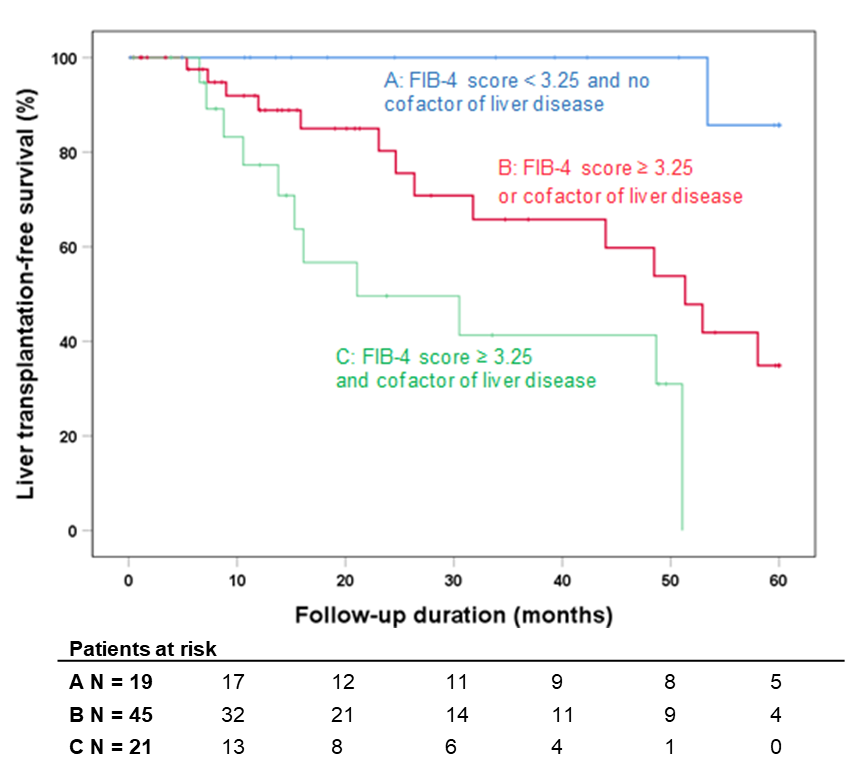 Liver transplantation-free survival (%)
100
80
60
40
20
0
A: FIB-4 score < 3.25 and no
cofactor of liver disease
B: FIB-4 score ≥ 3.25
or cofactor of liver disease
C: FIB-4 score ≥ 3.25
and cofactor of liver disease
0 10 20 30 40 50 60
Follow-up duration (months)
Patients at risk
A N = 19 17 12 11 9 8 5
B N = 45 32 21 14 11 9 4
C N = 21 13 8 6 4 1 0